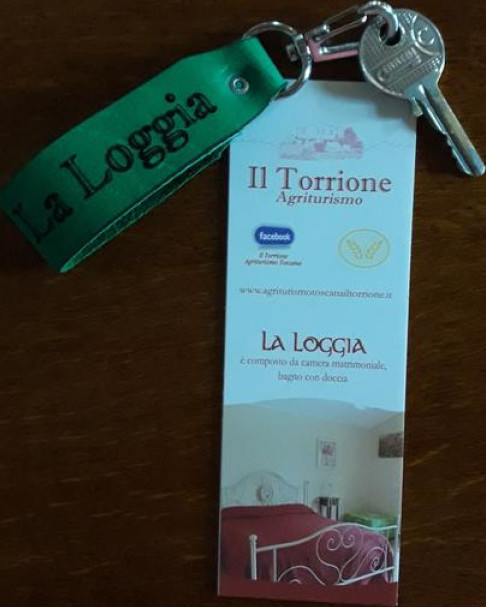 La Loggia
Il Torrione
Agriturismo
facebook
Il Torrione
Agriturismo Toscana
www.agriturismotoscanailtorrione.it
LA LOGGIA
è composto da camera matrimoniale,
bagno con doccia